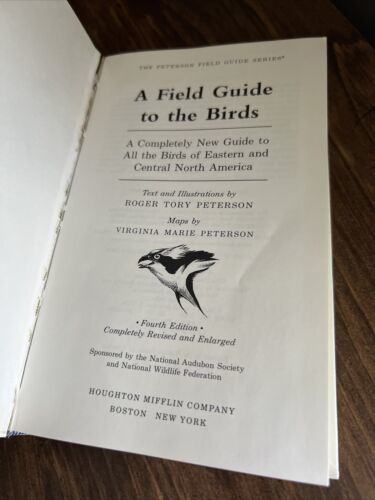 THE PETERSON FIELD GUIDE SERIES®
A Field Guide
to the Birds
A Completely New Guide to
All the Birds of Eastern and
Central North America
Text and Illustrations by
ROGER TORY PETERSON
Maps by
VIRGINIA MARIE PETERSON
• Fourth Edition •
Completely Revised and Enlarged
Sponsored by the National Audubon Society
and National Wildlife Federation
HOUGHTON MIFFLIN COMPANY
BOSTON NEW YORK